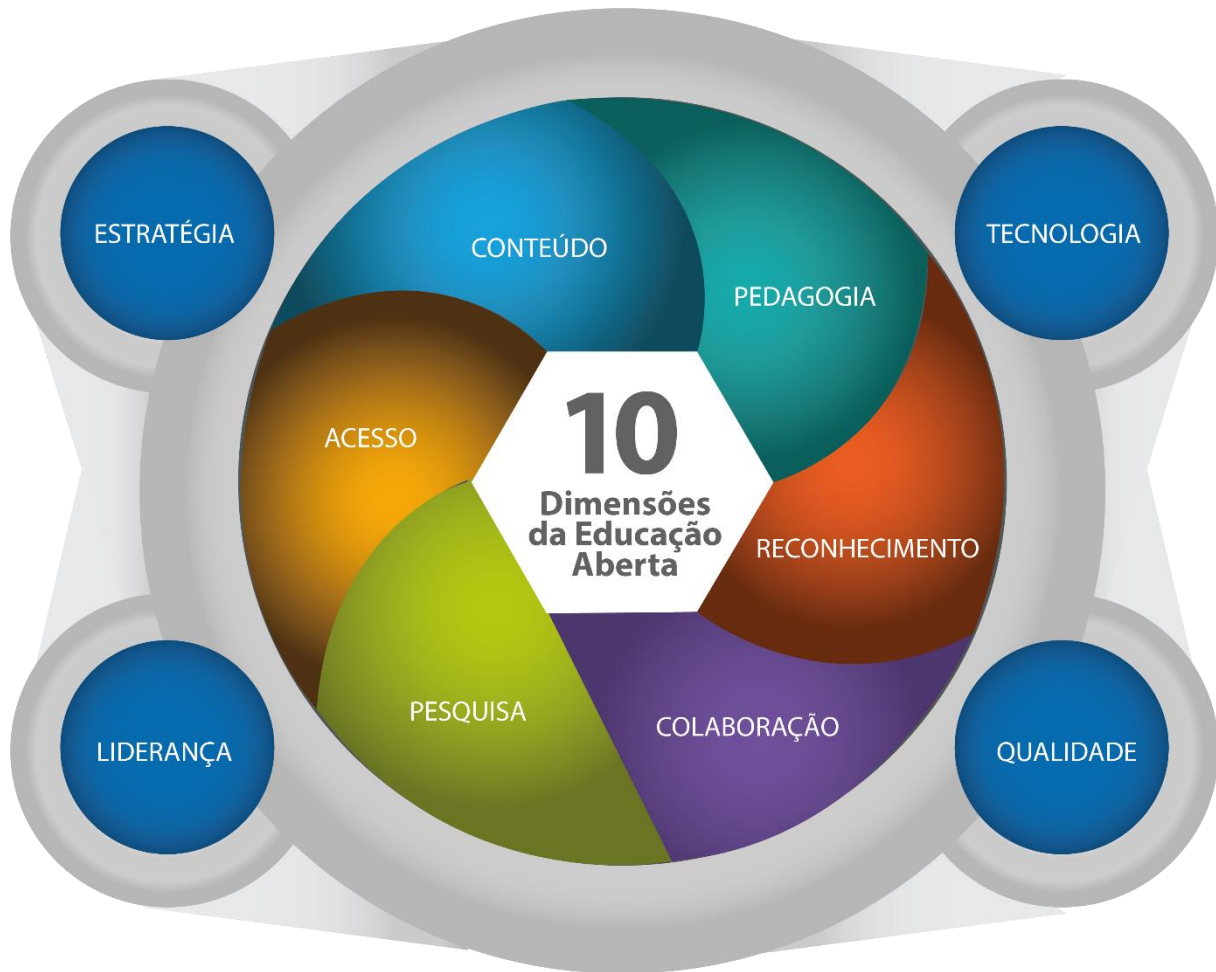 ESTRATÉGIA
TECNOLOGIA
CONTEÚDO
PEDAGOGIA
ACESSO
10
Dimensões
da Educação
Aberta
RECONHECIMENTO
PESQUISA
COLABORAÇÃO
LIDERANÇA
QUALIDADE